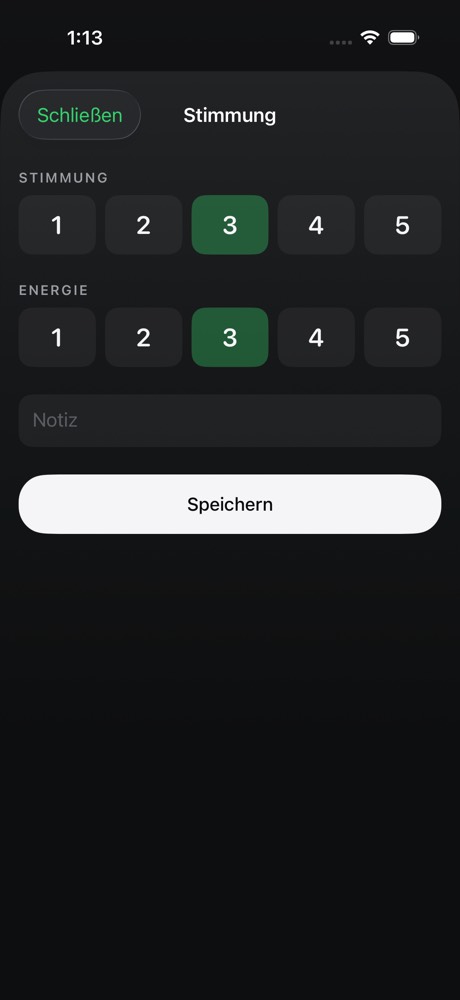 1:13
Schließen
Stimmung
STIMMUNG
1 2 3 4 5
ENERGIE
1 2 3 4 5
Notiz
Speichern